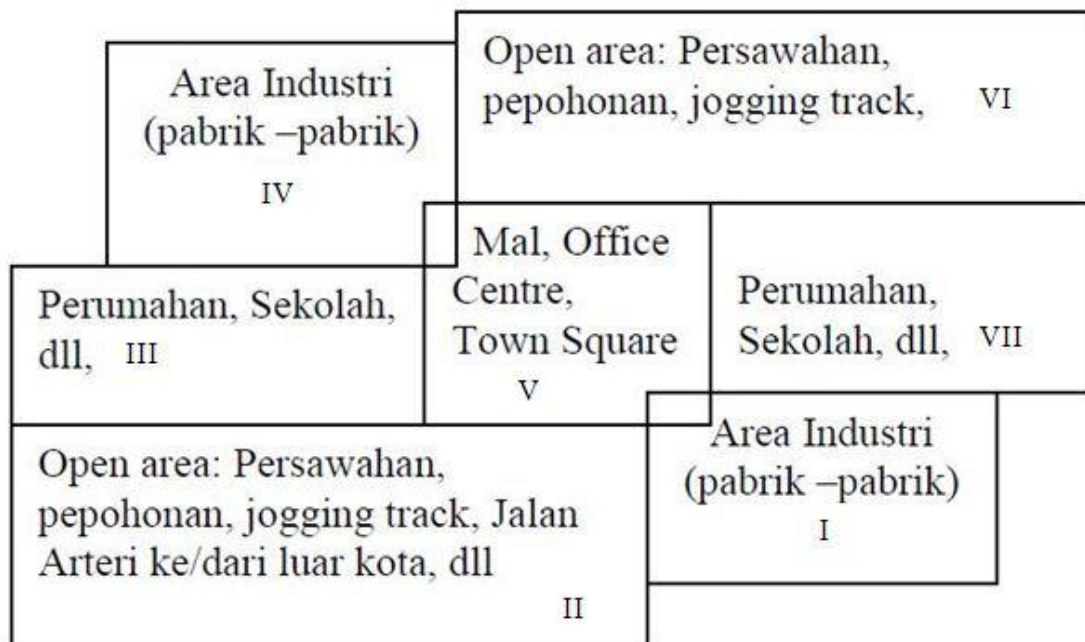 Area Industri
(pabrik –pabrik)
IV
Open area: Persawahan,
pepohonan, jogging track, VI
Perumahan, Sekolah,
dll, III
Mal, Office
Centre,
Town Square
V
Perumahan,
Sekolah, dll, VII
Open area: Persawahan,
pepohonan, jogging track, Jalan
Arteri ke/dari luar kota, dll
II
Area Industri
(pabrik –pabrik)
I